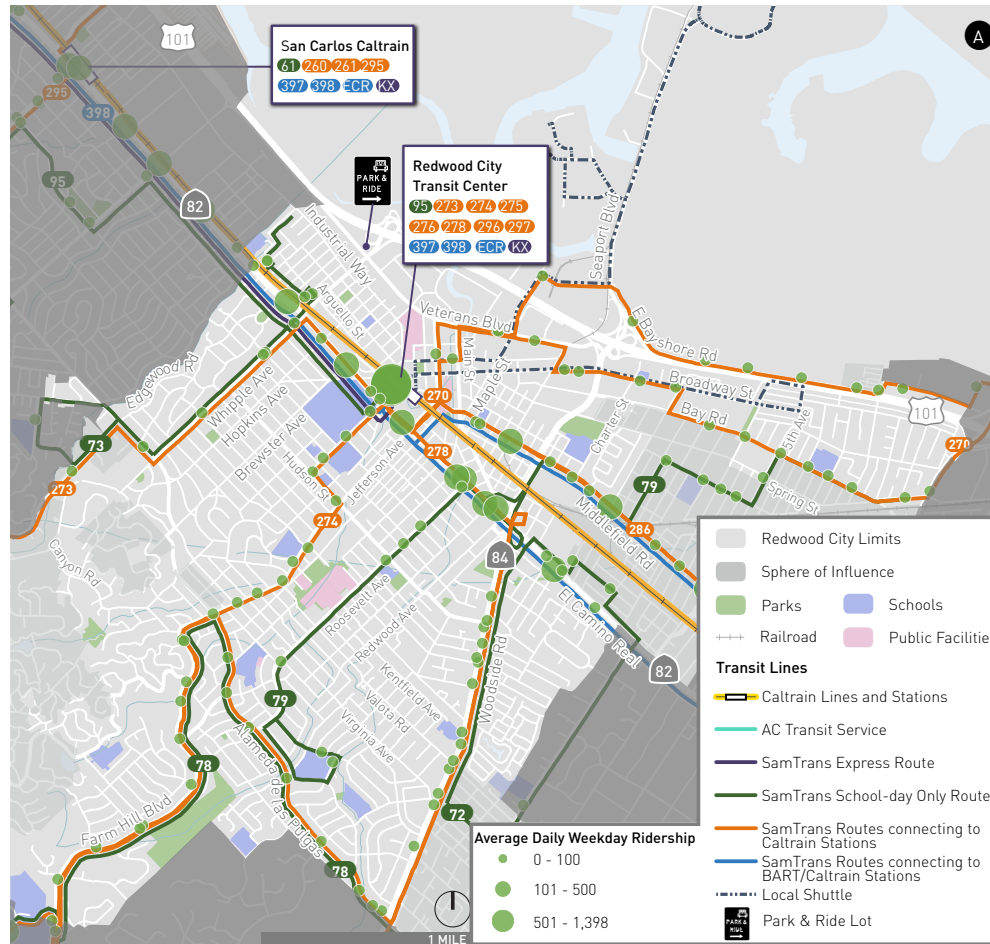 101
A
San Carlos Caltrain
61 260 261 295
397 398 ECR KX
295
398
95
82
PARK & RIDE
Redwood City
Transit Center
95 273 274 275
276 278 296 297
397 398 ECR KX
Industrial Way
Arguello St
Veterans Blvd
Seaport Blvd
E Bayshore Rd
Main St
Maple St
Broadway St
Bay Rd
101
5th Ave
Charter St
Spring St
270
270
278
Edgewood Rd
Whipple Ave
Hopkins Ave
Brewster Ave
Hudson St
Jefferson Ave
73
273
274
79
286
Middlefield Rd
84
El Camino Real
82
Canyon Rd
Roosevelt Ave
Redwood Ave
Kentfield Ave
Valota Rd
Virginia Ave
Woodside Rd
79
78
Alameda de Las Pulgas
Farm Hill Blvd
72
78
1 MILE
Redwood City Limits
Sphere of Influence
Parks
Schools
Railroad
Public Facilitie
Transit Lines
Caltrain Lines and Stations
AC Transit Service
SamTrans Express Route
SamTrans School-day Only Route
SamTrans Routes connecting to
Caltrain Stations
SamTrans Routes connecting to
BART/Caltrain Stations
Local Shuttle
PARK & RIDE
Park & Ride Lot
Average Daily Weekday Ridership
0 - 100
101 - 500
501 - 1,398